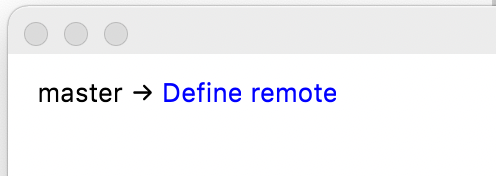 master → Define remote